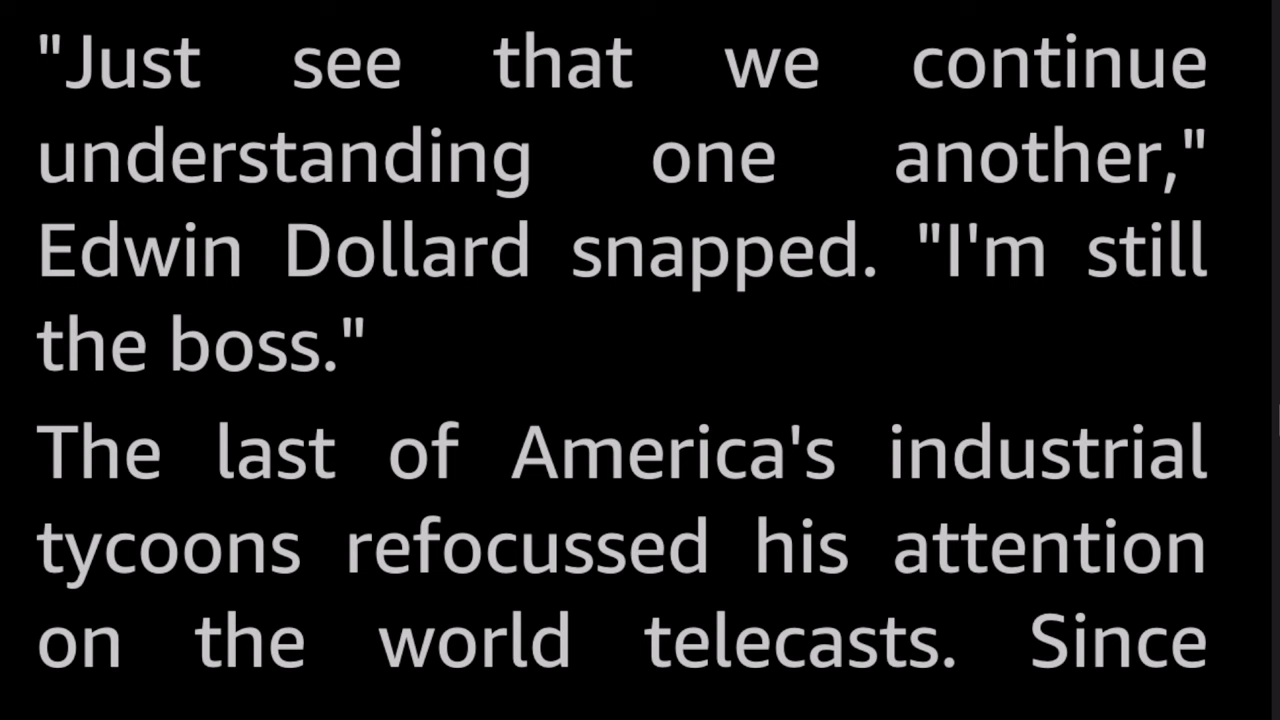 "Just see that we continue
understanding one another,"
Edwin Dollard snapped. "I'm still
the boss."
The last of America's industrial
tycoons refocussed his attention
on the world telecasts. Since